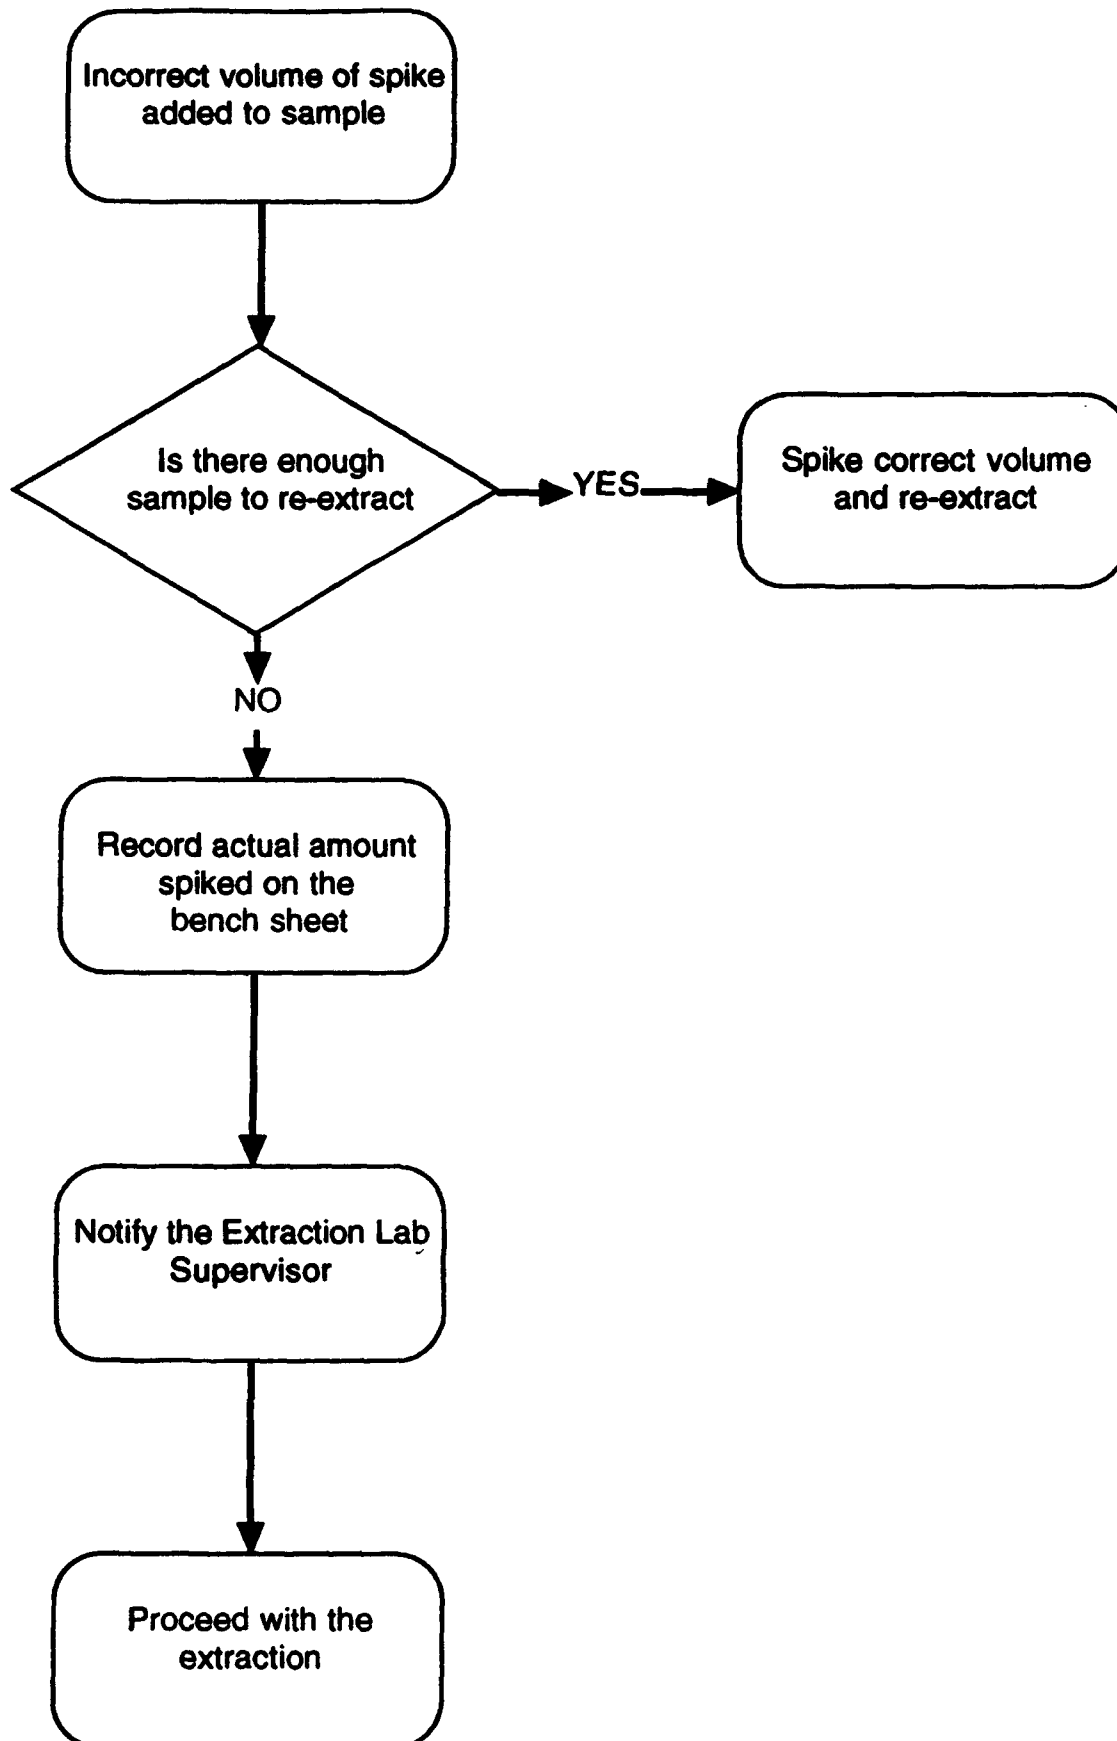 Incorrect volume of spike
added to sample
Is there enough
sample to re-extract
YES
Spike correct volume
and re-extract
NO
Record actual amount
spiked on the
bench sheet
Notify the Extraction Lab
Supervisor
Proceed with the
extraction